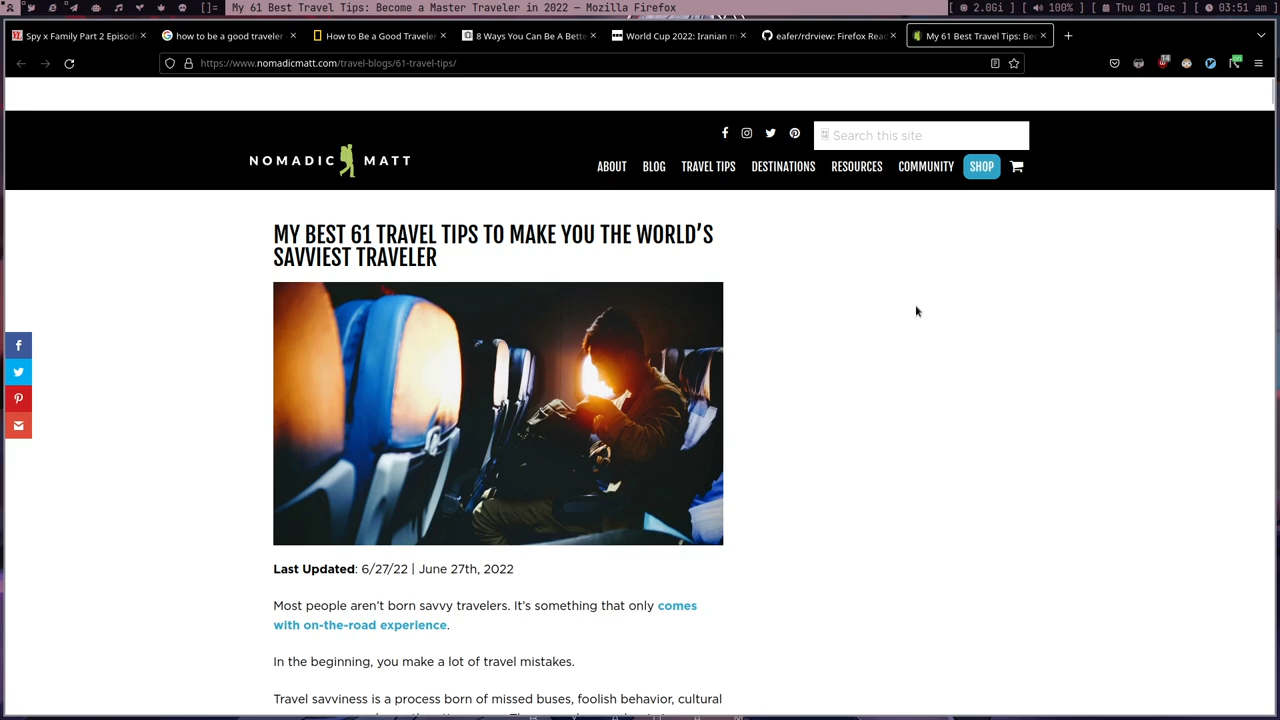 []= My 61 Best Travel Tips: Become a Master Traveler in 2022 — Mozilla Firefox [ 2.0Gi ] 100% [ Thu 01 Dec ] 03:51 am ]
Spy x Family Part 2 Episode
how to be a good traveler
How to Be a Good Traveler
8 Ways You Can Be A Bette
World Cup 2022: Iranian m
eafer/rdrview: Firefox Rea
My 61 Best Travel Tips: Bec
https://www.nomadicmatt.com/travel-blogs/61-travel-tips/
Search this site
NOMADIC MATT
ABOUT BLOG TRAVEL TIPS DESTINATIONS RESOURCES COMMUNITY SHOP
MY BEST 61 TRAVEL TIPS TO MAKE YOU THE WORLD’S
SAVVIEST TRAVELER
Last Updated: 6/27/22 | June 27th, 2022
Most people aren’t born savvy travelers. It’s something that only comes
with on-the-road experience.
In the beginning, you make a lot of travel mistakes.
Travel savviness is a process born of missed buses, foolish behavior, cultural